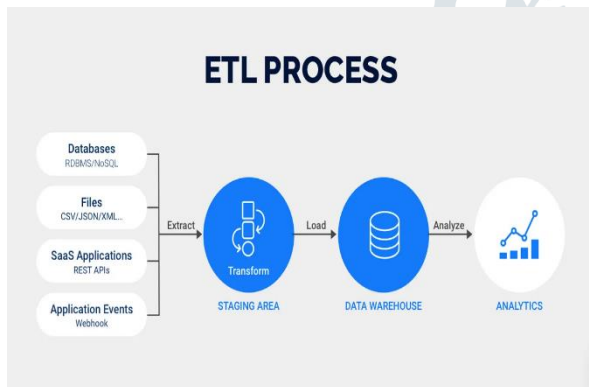 ETL PROCESS
Databases
RDBMS/NoSQL
Files
CSV/JSON/XML...
SaaS Applications
REST APIs
Application Events
Webhook
Extract
Transform
STAGING AREA
Load
DATA WAREHOUSE
Analyze
ANALYTICS